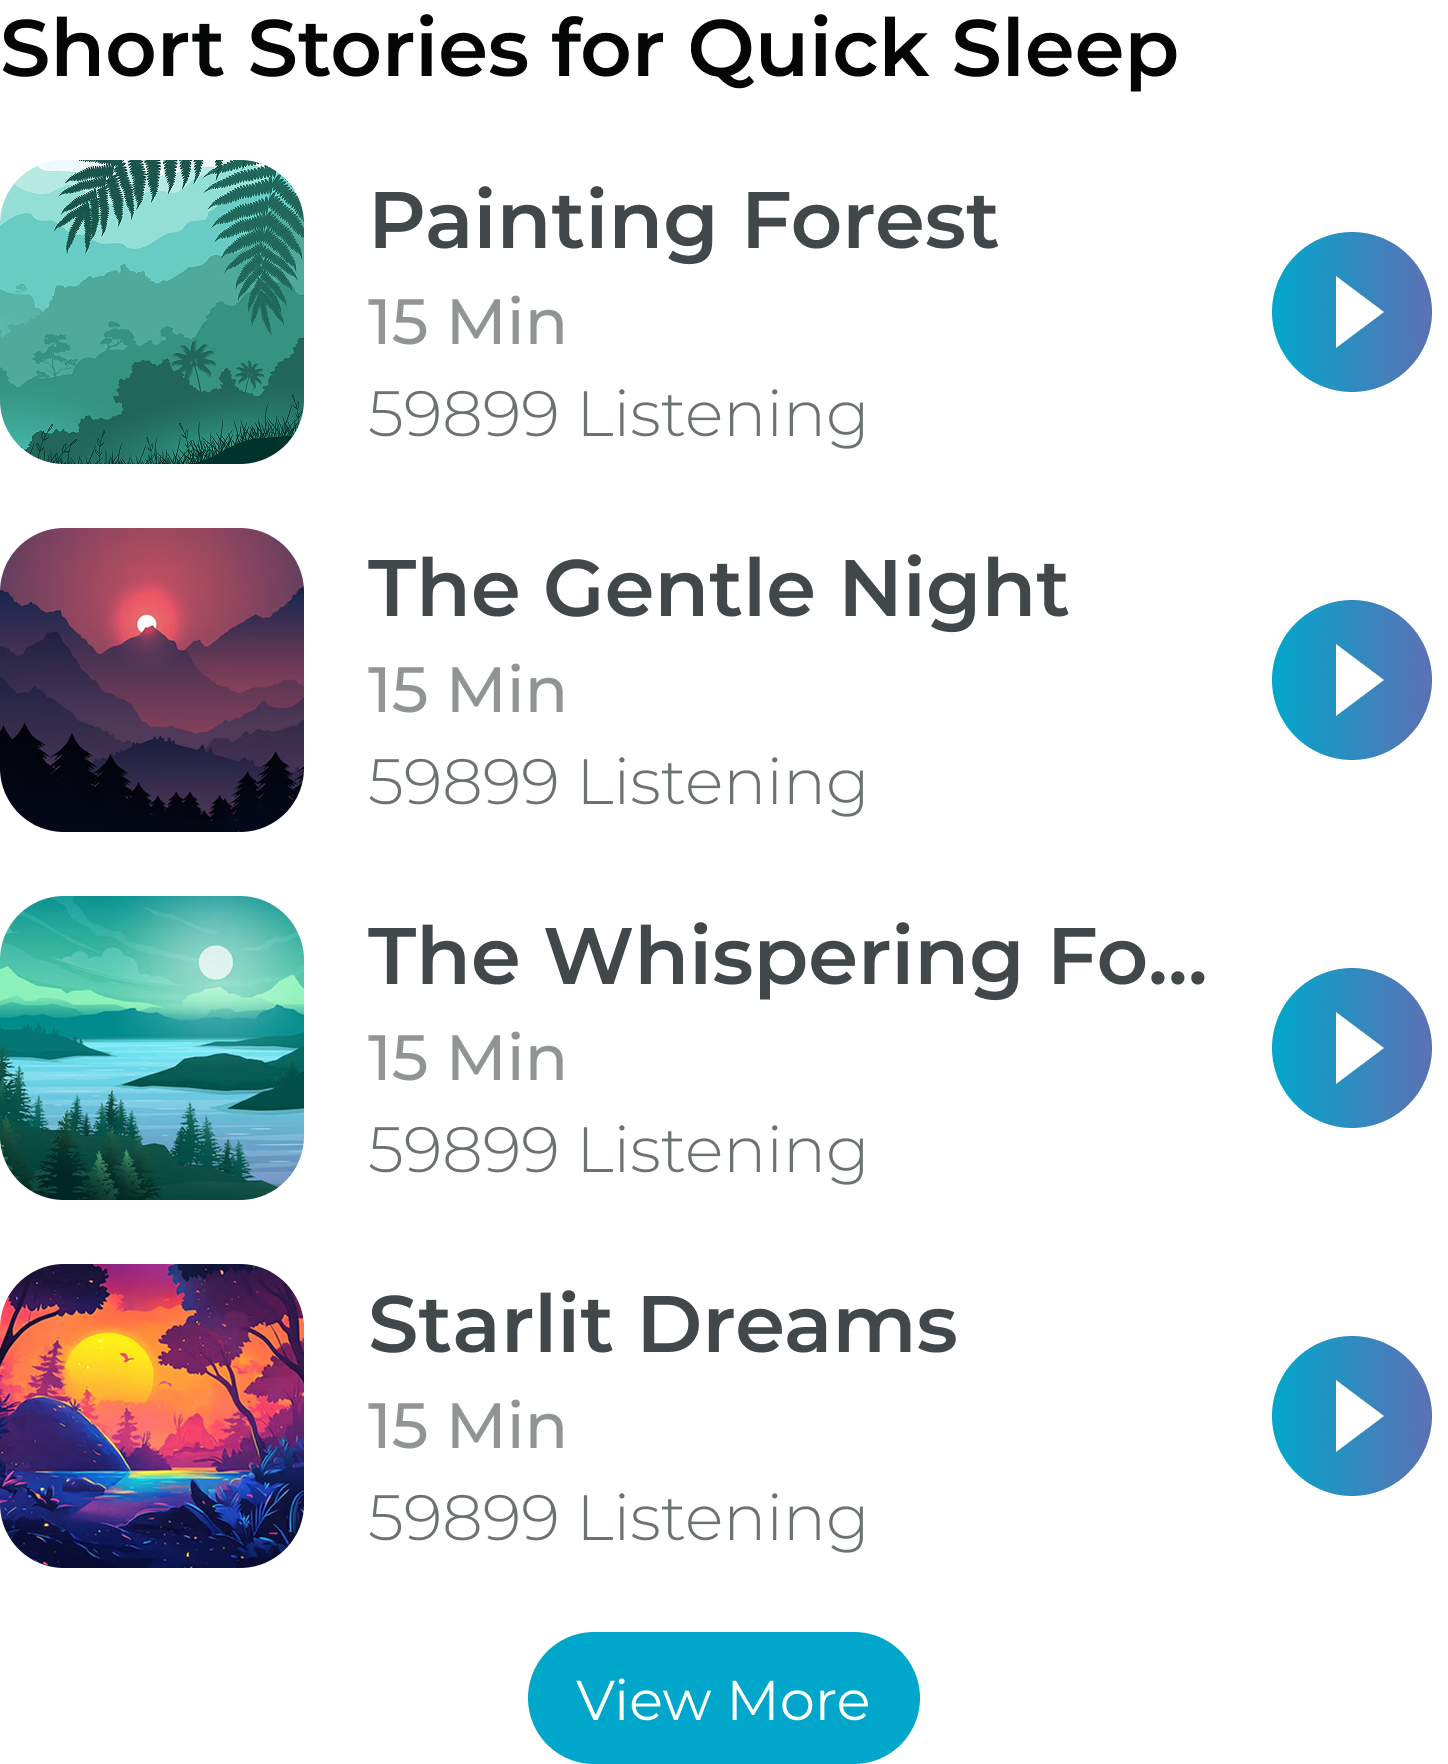 Short Stories for Quick Sleep
Painting Forest
15 Min
59899 Listening
The Gentle Night
15 Min
59899 Listening
The Whispering Fo...
15 Min
59899 Listening
Starlit Dreams
15 Min
59899 Listening
View More